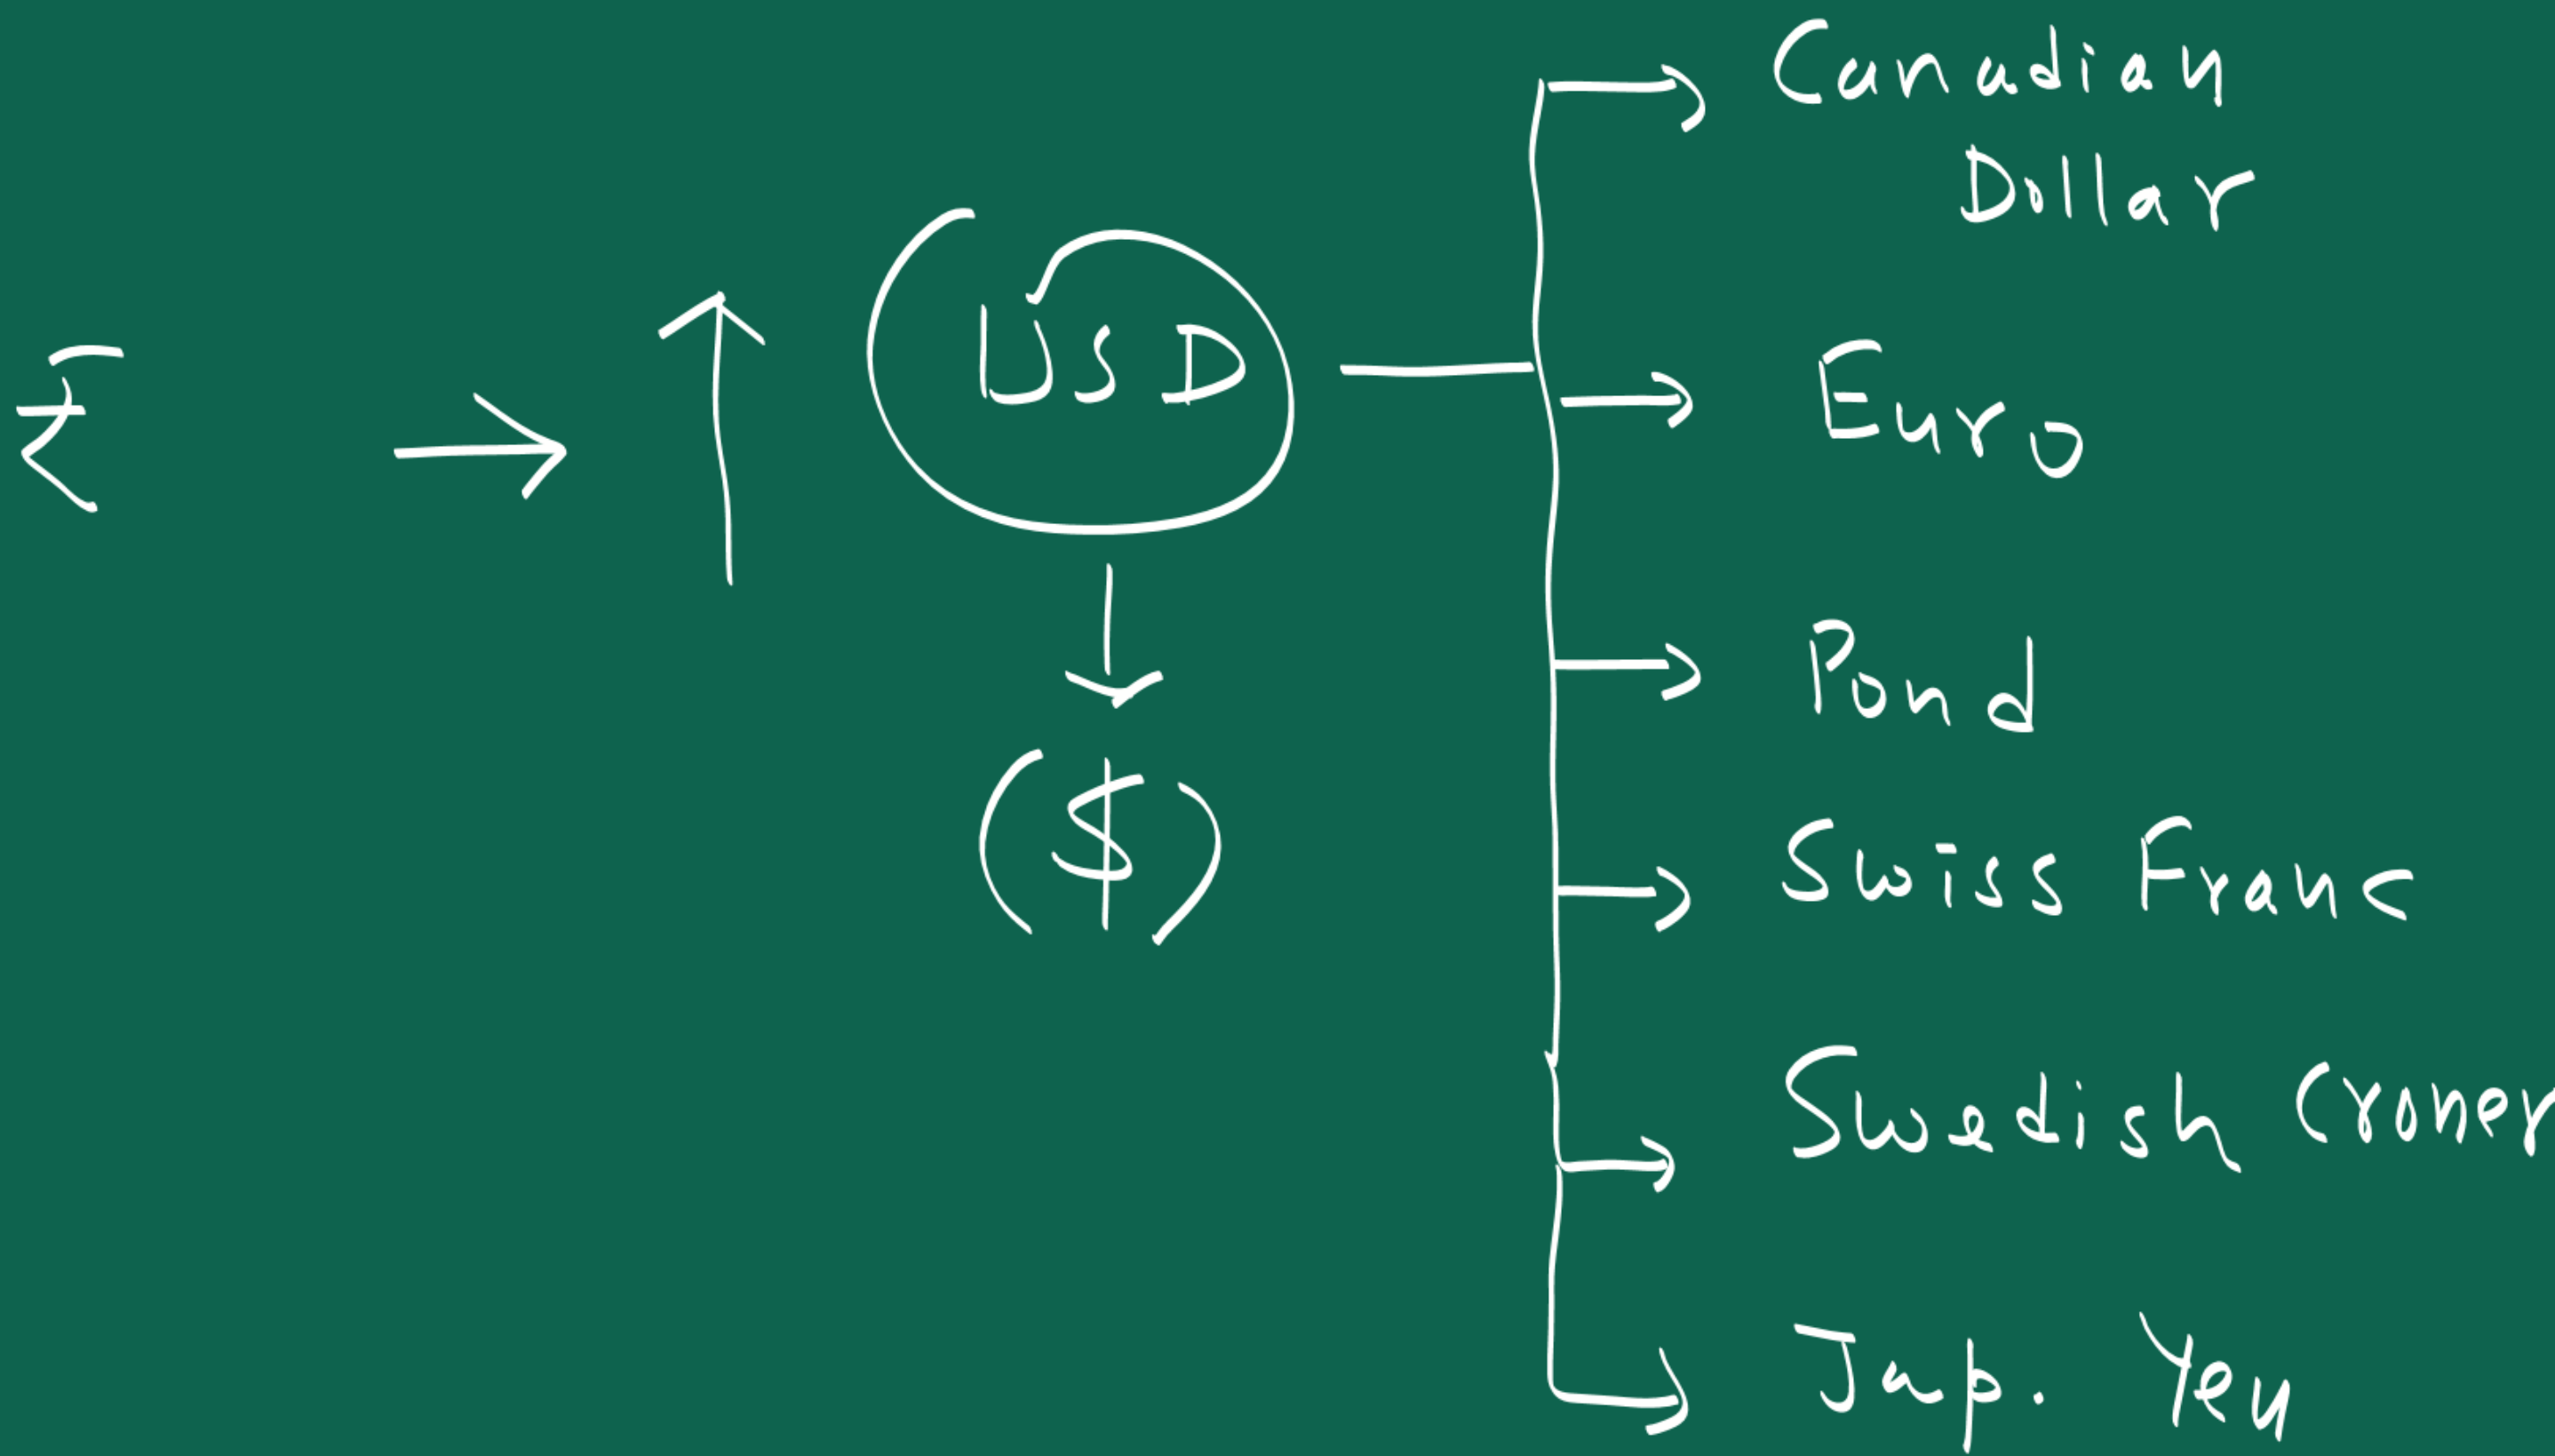 ₹
USD
($)
Canadian
Dollar
Euro
Pond
Swiss Franc
Swedish Croner
Jap. Yen